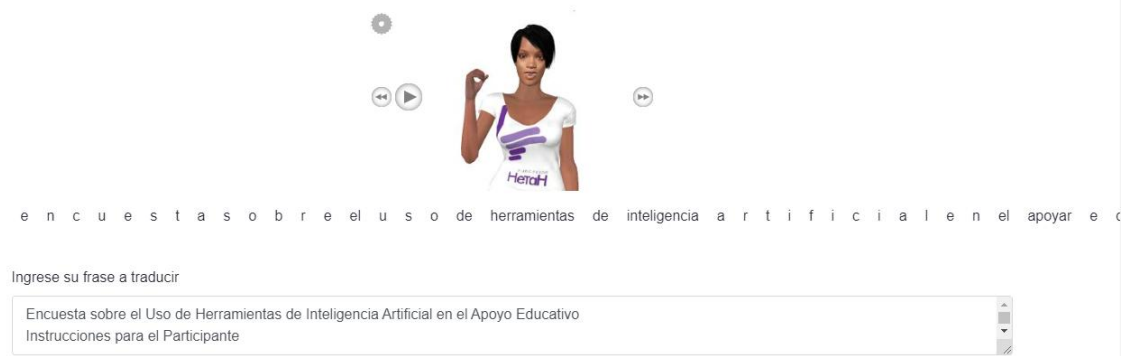 HETAH
e n c u e s t a s o b r e el u s o de herramientas de inteligencia a r t i f i c i a l e n el apoyar e
Ingrese su frase a traducir
Encuesta sobre el Uso de Herramientas de Inteligencia Artificial en el Apoyo Educativo
Instrucciones para el Participante